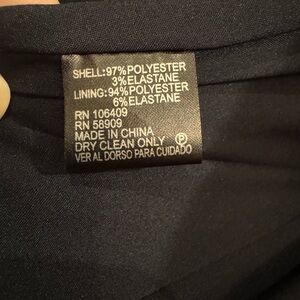 SHELL:97%POLYESTER
3%ELASTANE
LINING:94%POLYESTER
6%ELASTANE
RN 106409
RN 58909
MADE IN CHINA
DRY CLEAN ONLY Ⓟ
VER AL DORSO PARA CUIDADO